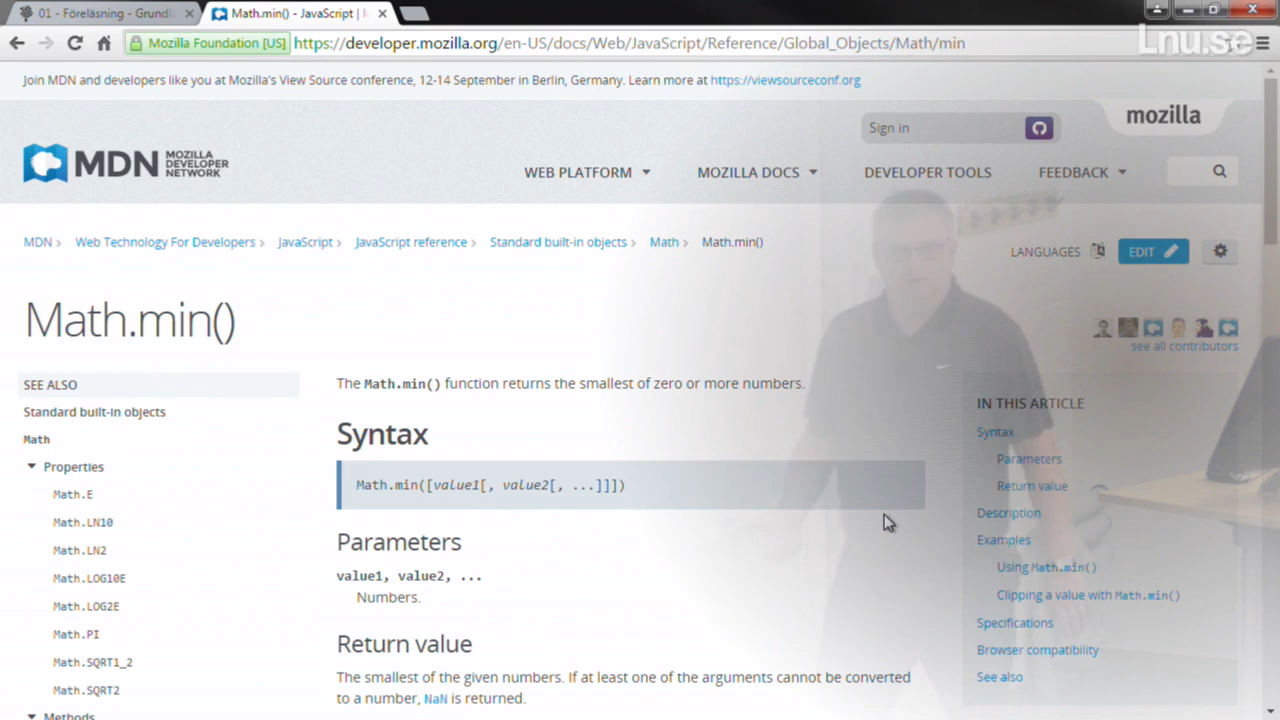 01 - Föreläsning - Grundl
Math.min() - JavaScript |
Mozilla Foundation [US]
https://developer.mozilla.org/en-US/docs/Web/JavaScript/Reference/Global_Objects/Math/min
Lnu.se
Join MDN and developers like you at Mozilla's View Source conference, 12-14 September in Berlin, Germany. Learn more at https://viewsourceconf.org
Sign in
mozilla
MDN MOZILLA
DEVELOPER
NETWORK
WEB PLATFORM
MOZILLA DOCS
DEVELOPER TOOLS
FEEDBACK
MDN
Web Technology For Developers
JavaScript
JavaScript reference
Standard built-in objects
Math
Math.min()
LANGUAGES
EDIT
Math.min()
see all contributors
SEE ALSO
Standard built-in objects
Math
Properties
Math.E
Math.LN10
Math.LN2
Math.LOG10E
Math.LOG2E
Math.PI
Math.SQRT1_2
Math.SQRT2
Methods
The Math.min() function returns the smallest of zero or more numbers.
Syntax
Math.min([value1[, value2[, ...]]])
Parameters
value1, value2, ...
Numbers.
Return value
The smallest of the given numbers. If at least one of the arguments cannot be converted
to a number, NaN is returned.
IN THIS ARTICLE
Syntax
Parameters
Return value
Description
Examples
Using Math.min()
Clipping a value with Math.min()
Specifications
Browser compatibility
See also